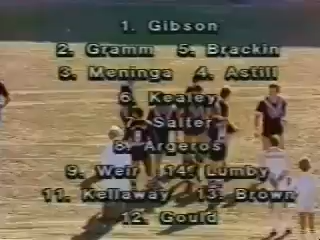 1. Gibson
2. Gramm 5. Brackin
3. Meninga 4. Astill
6. Kealey
7. Salter
8. Argeros
9. Weir 14. Lumby
11. Kellaway 13. Brown
12. Gould